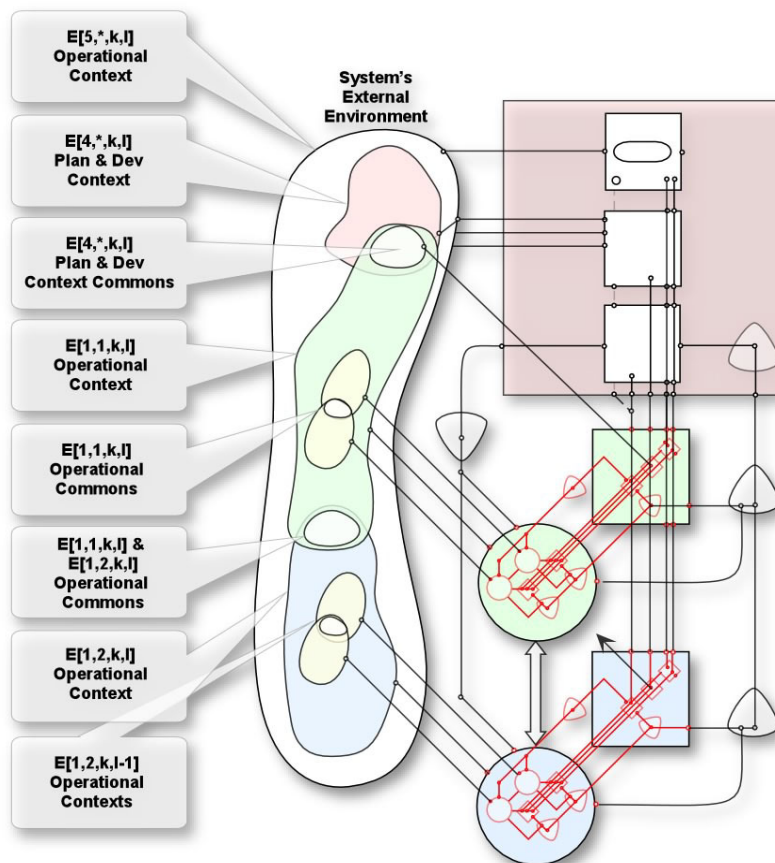 E[5,*,k,l]
Operational
Context
System's
External
Environment
E[4,*,k,l]
Plan & Dev
Context
E[4,*,k,l]
Plan & Dev
Context Commons
E[1,1,k,l]
Operational
Context
E[1,1,k,l]
Operational
Commons
E[1,1,k,l] &
E[1,2,k,l]
Operational
Commons
E[1,2,k,l]
Operational
Context
E[1,2,k,l-1]
Operational
Contexts